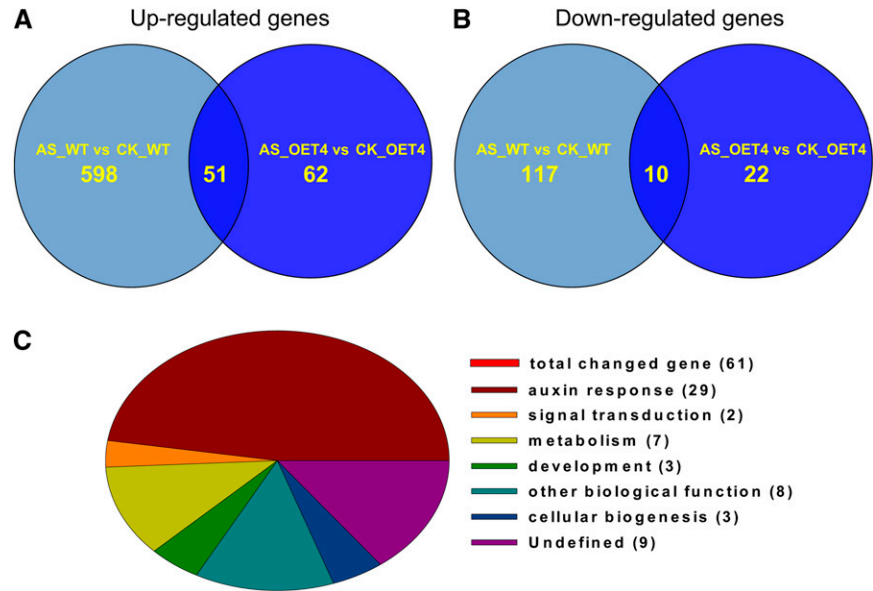 A
Up-regulated genes
AS_WT vs CK_WT
598
51
AS_OET4 vs CK_OET4
62
B
Down-regulated genes
AS_WT vs CK_WT
117
10
AS_OET4 vs CK_OET4
22
C
total changed gene (61)
auxin response (29)
signal transduction (2)
metabolism (7)
development (3)
other biological function (8)
cellular biogenesis (3)
Undefined (9)